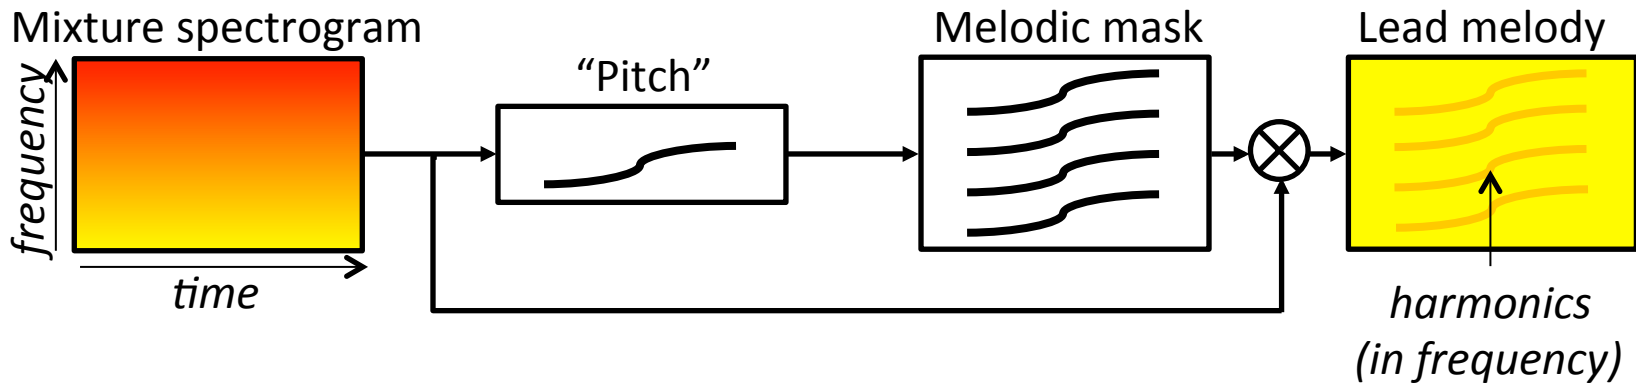 Mixture spectrogram
frequency
time
“Pitch”
Melodic mask
Lead melody
harmonics
(in frequency)